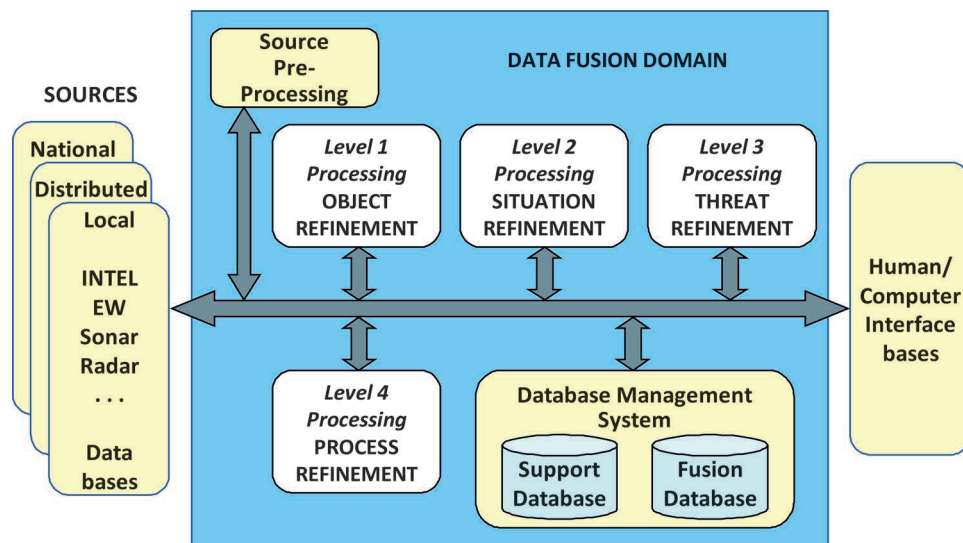 Source
Pre-
Processing
DATA FUSION DOMAIN
SOURCES
National
Distributed
Local
INTEL
EW
Sonar
Radar
. . .
Data
bases
Level 1
Processing
OBJECT
REFINEMENT
Level 2
Processing
SITUATION
REFINEMENT
Level 3
Processing
THREAT
REFINEMENT
Human/
Computer
Interface
bases
Level 4
Processing
PROCESS
REFINEMENT
Database Management
System
Support
Database
Fusion
Database